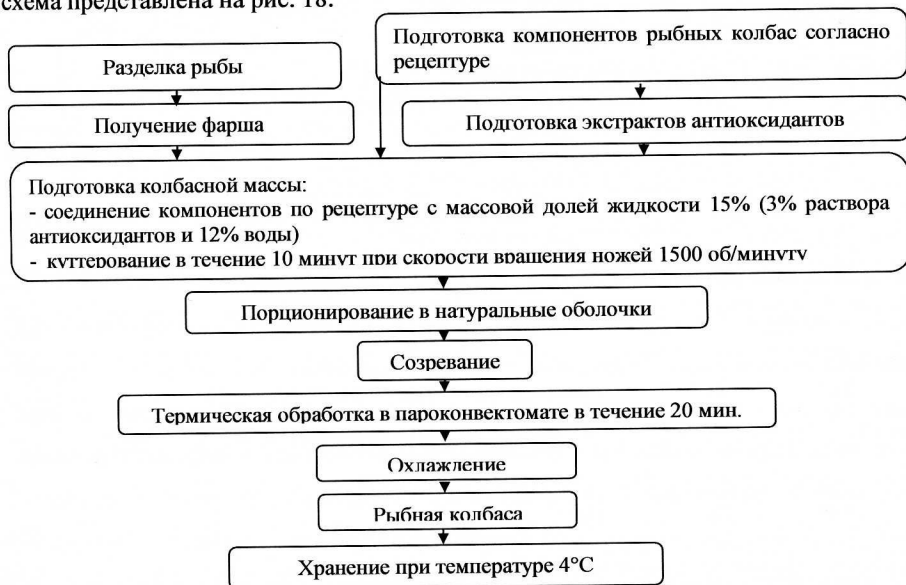 схема представлена на рис. 18.
Разделка рыбы
Подготовка компонентов рыбных колбас согласно
рецептуре
Получение фарша
Подготовка экстрактов антиоксидантов
Подготовка колбасной массы:
- соединение компонентов по рецептуре с массовой долей жидкости 15% (3% раствора
антиоксидантов и 12% воды)
- куттерование в течение 10 минут при скорости вращения ножей 1500 об/минуту
Порционирование в натуральные оболочки
Созревание
Термическая обработка в пароконвектомате в течение 20 мин.
Охлаждение
Рыбная колбаса
Хранение при температуре 4°С